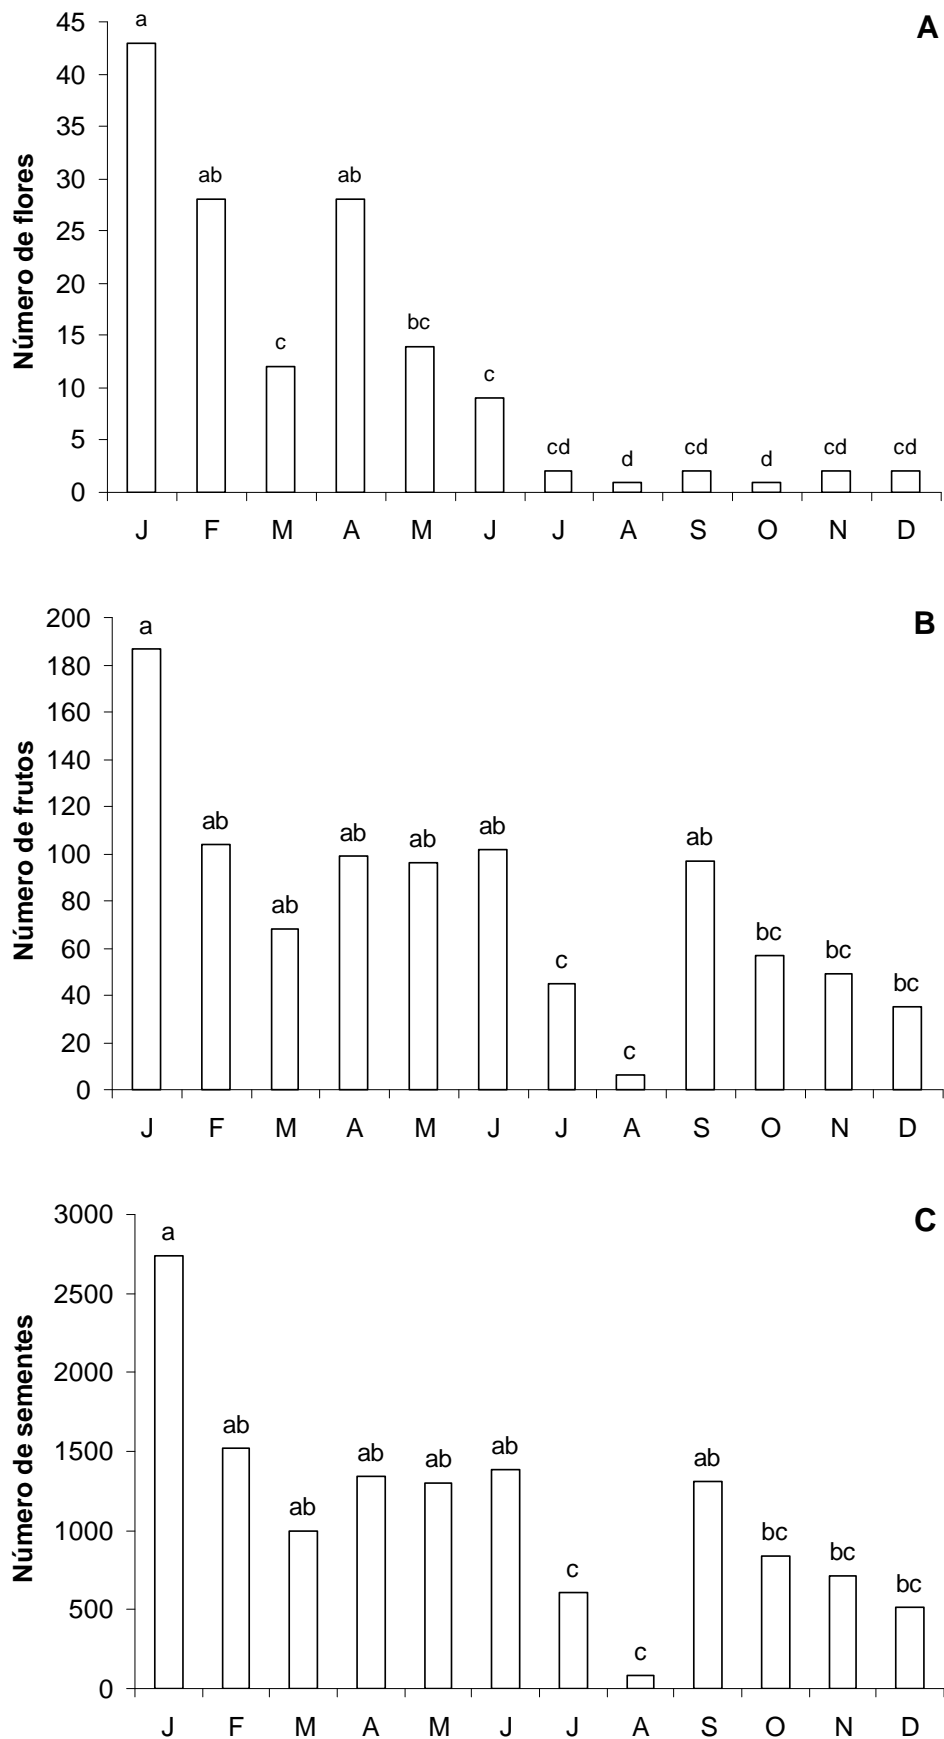 A
Número de flores
45
40
35
30
25
20
15
10
5
0
a
ab
c
ab
bc
c
cd
d
cd
d
cd
cd
J F M A M J J A S O N D
B
Número de frutos
200
180
160
140
120
100
80
60
40
20
0
a
ab
ab
ab
ab
ab
c
c
ab
bc
bc
bc
J F M A M J J A S O N D
C
Número de sementes
3000
2500
2000
1500
1000
500
0
a
ab
ab
ab
ab
ab
c
c
ab
bc
bc
bc
J F M A M J J A S O N D